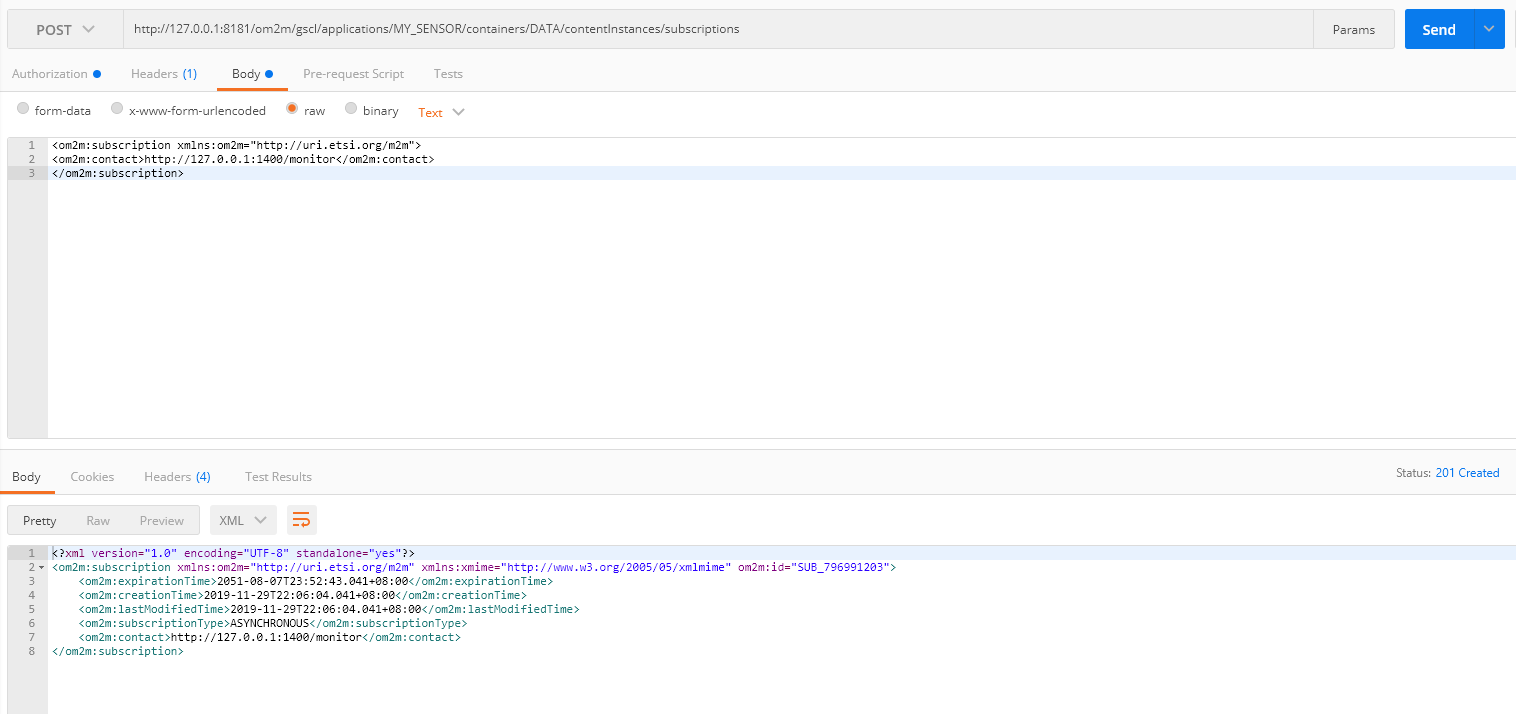 POST http://127.0.0.1:8181/om2m/gscl/applications/MY_SENSOR/containers/DATA/contentInstances/subscriptions Params Send
Authorization Headers (1) Body Pre-request Script Tests
form-data x-www-form-urlencoded raw binary Text
1 <om2m:subscription xmlns:om2m="http://uri.etsi.org/m2m">
2 <om2m:contact>http://127.0.0.1:1400/monitor</om2m:contact>
3 </om2m:subscription>
Body Cookies Headers (4) Test Results Status: 201 Created
Pretty Raw Preview XML
1 <?xml version="1.0" encoding="UTF-8" standalone="yes"?>
2 <om2m:subscription xmlns:om2m="http://uri.etsi.org/m2m" xmlns:xmime="http://www.w3.org/2005/05/xmlmime" om2m:id="SUB_796991203">
3 <om2m:expirationTime>2051-08-07T23:52:43.041+08:00</om2m:expirationTime>
4 <om2m:creationTime>2019-11-29T22:06:04.041+08:00</om2m:creationTime>
5 <om2m:lastModifiedTime>2019-11-29T22:06:04.041+08:00</om2m:lastModifiedTime>
6 <om2m:subscriptionType>ASYNCHRONOUS</om2m:subscriptionType>
7 <om2m:contact>http://127.0.0.1:1400/monitor</om2m:contact>
8 </om2m:subscription>